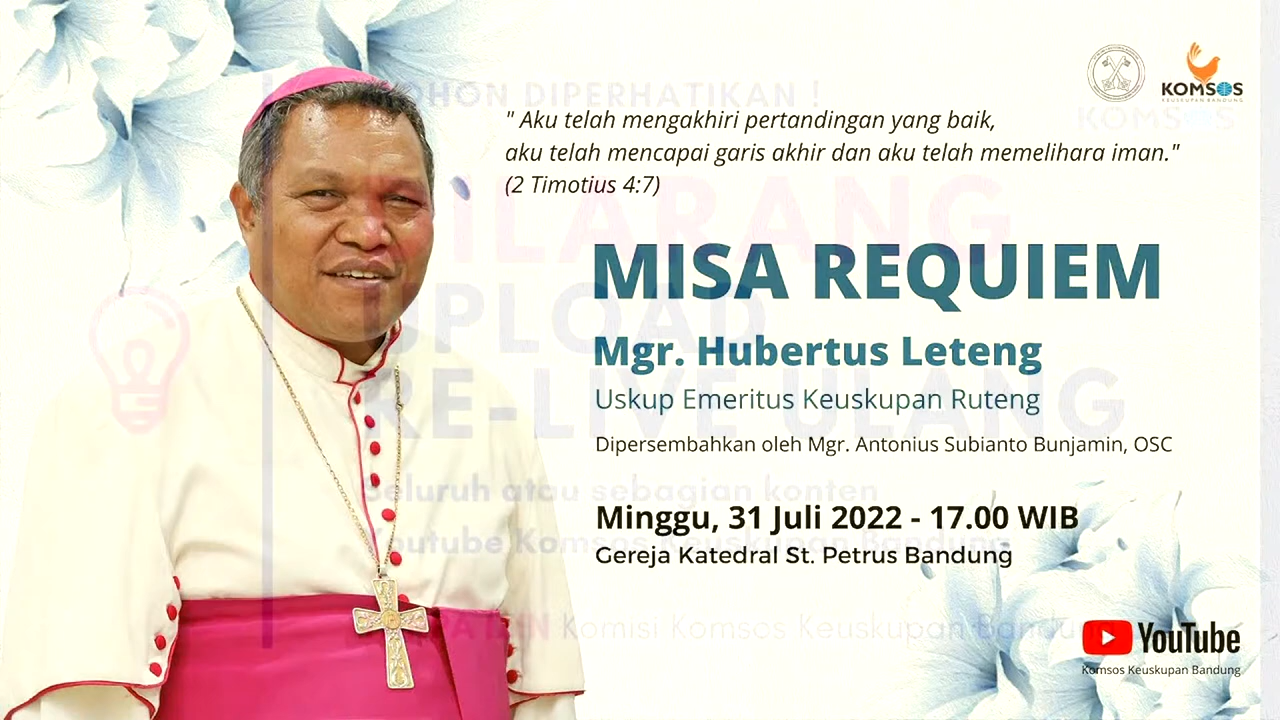 MOHON DIPERHATIKAN !
KOMSOS
KEUSKUPAN BANDUNG
KOMSOS
" Aku telah mengakhiri pertandingan yang baik,
aku telah mencapai garis akhir dan aku telah memelihara iman."
(2 Timotius 4:7)
DILARANG
UPLOAD
RE-LIVE ULANG
MISA REQUIEM
Mgr. Hubertus Leteng
Uskup Emeritus Keuskupan Ruteng
Dipersembahkan oleh Mgr. Antonius Subianto Bunjamin, OSC
Seluruh atau sebagian konten
Youtube Komsos Keuskupan Bandung
Minggu, 31 Juli 2022 - 17.00 WIB
Gereja Katedral St. Petrus Bandung
Komisi Komsos Keuskupan bandung
YouTube
Komsos Keuskupan Bandung